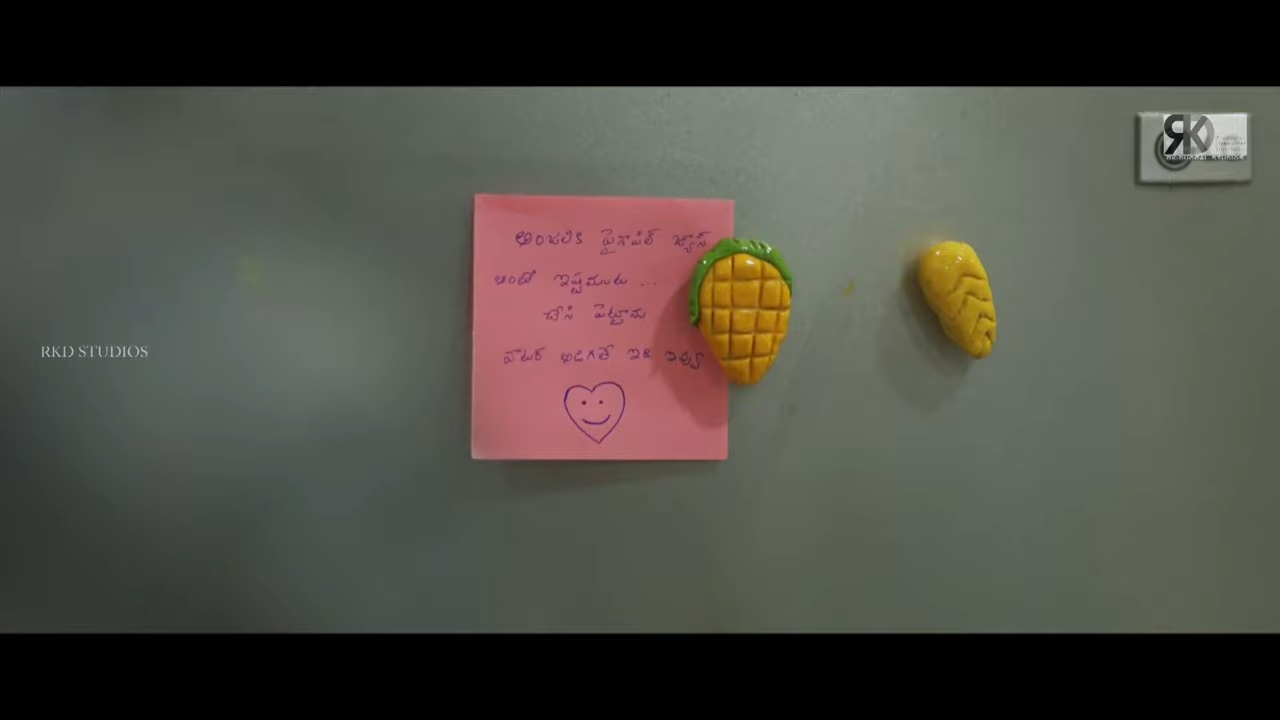 RKD STUDIOS
అంజలికి పైనాపిల్ జ్యూస్
అంటే ఇష్టమంట ...
చేసి పెట్టాను
వాటర్ అడిగితే ఇది ఇవ్వు